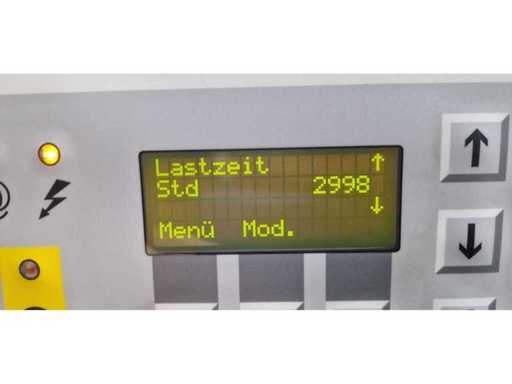 Lastzeit ↑
Std 2998
↓
Menü Mod.